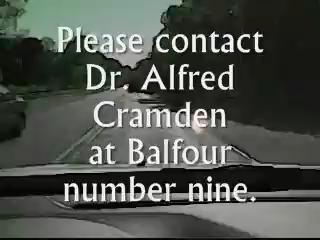 Please contact
Dr. Alfred
Cramden
at Balfour
number nine.